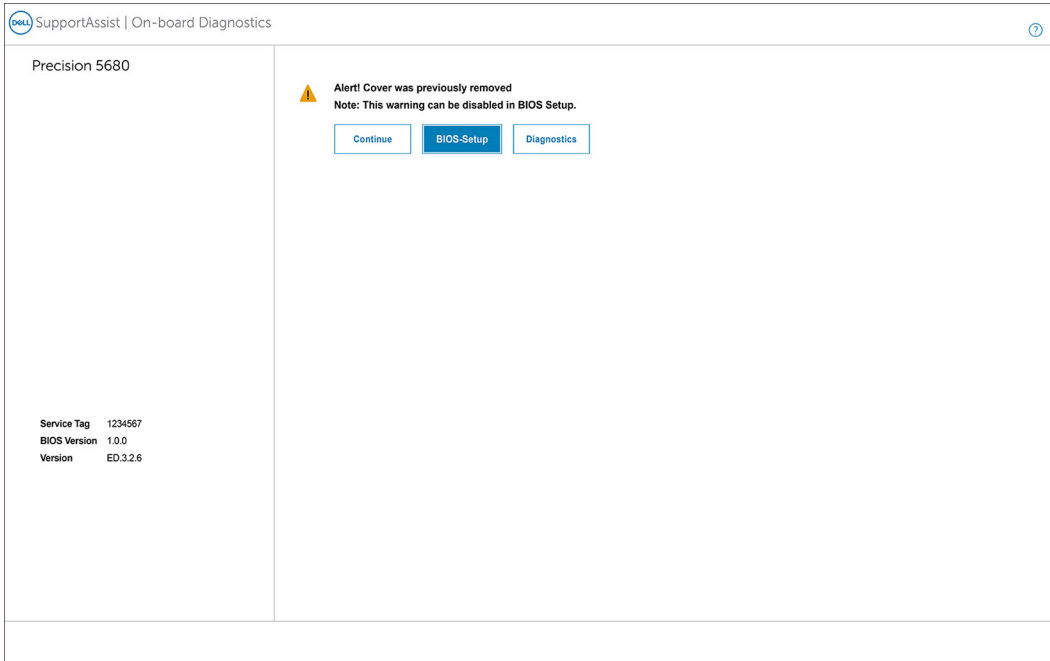 DELL SupportAssist | On-board Diagnostics
?
Precision 5680
Alert! Cover was previously removed
Note: This warning can be disabled in BIOS Setup.
Continue BIOS-Setup Diagnostics
Service Tag 1234567
BIOS Version 1.0.0
Version ED.3.2.6